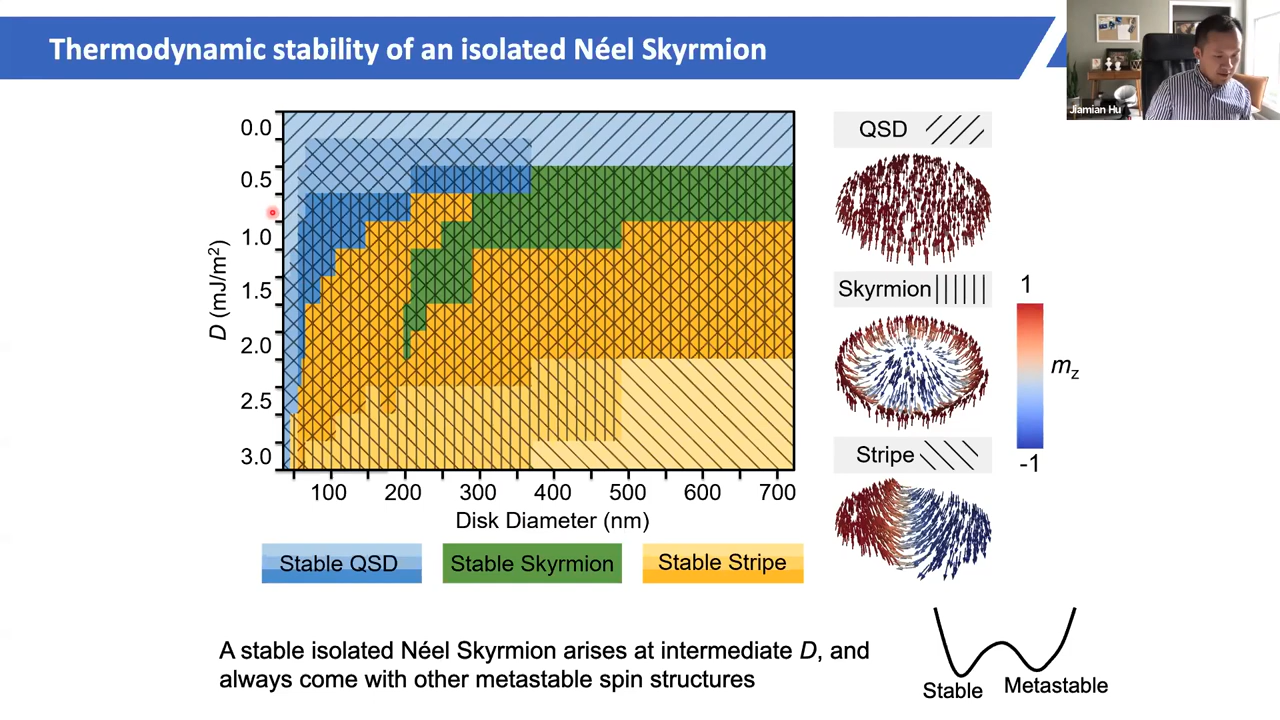 Thermodynamic stability of an isolated Néel Skyrmion
Jiamian Hu
0.0
0.5
1.0
1.5
2.0
2.5
3.0
D (mJ/m²)
100 200 300 400 500 600 700
Disk Diameter (nm)
Stable QSD
Stable Skyrmion
Stable Stripe
QSD
Skyrmion
Stripe
1
m_z
-1
A stable isolated Néel Skyrmion arises at intermediate D, and
always come with other metastable spin structures
Stable
Metastable